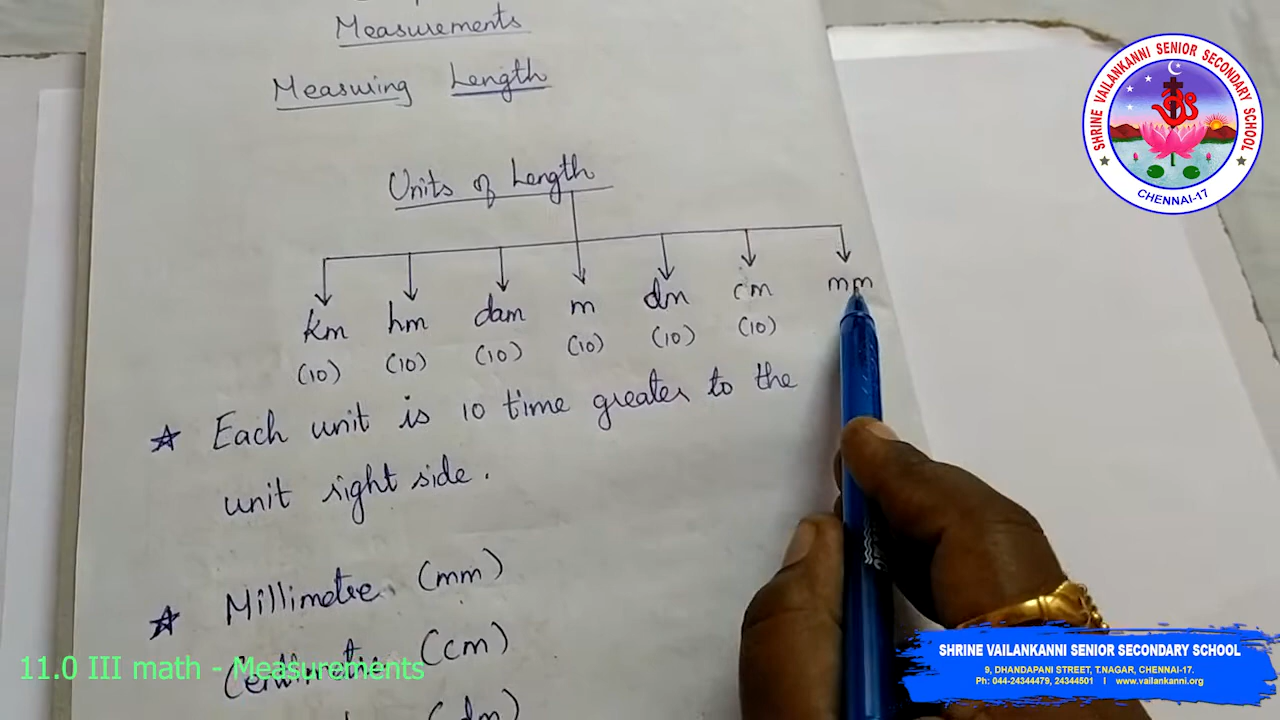 Measurements
Measuring Length
Units of Length
km hm dam m dm cm mm
(10) (10) (10) (10) (10) (10)
☆ Each unit is 10 time greater to the
unit right side.
☆ Millimetre (mm)
Centimetre (cm)
(dm)
11.0 III math - Measurements
SHRINE VAILANKANNI SENIOR SECONDARY SCHOOL
CHENNAI-17
SHRINE VAILANKANNI SENIOR SECONDARY SCHOOL
9, DHANDAPANI STREET, T.NAGAR, CHENNAI-17.
Ph: 044-24344479, 24344501 I www.vailankanni.org